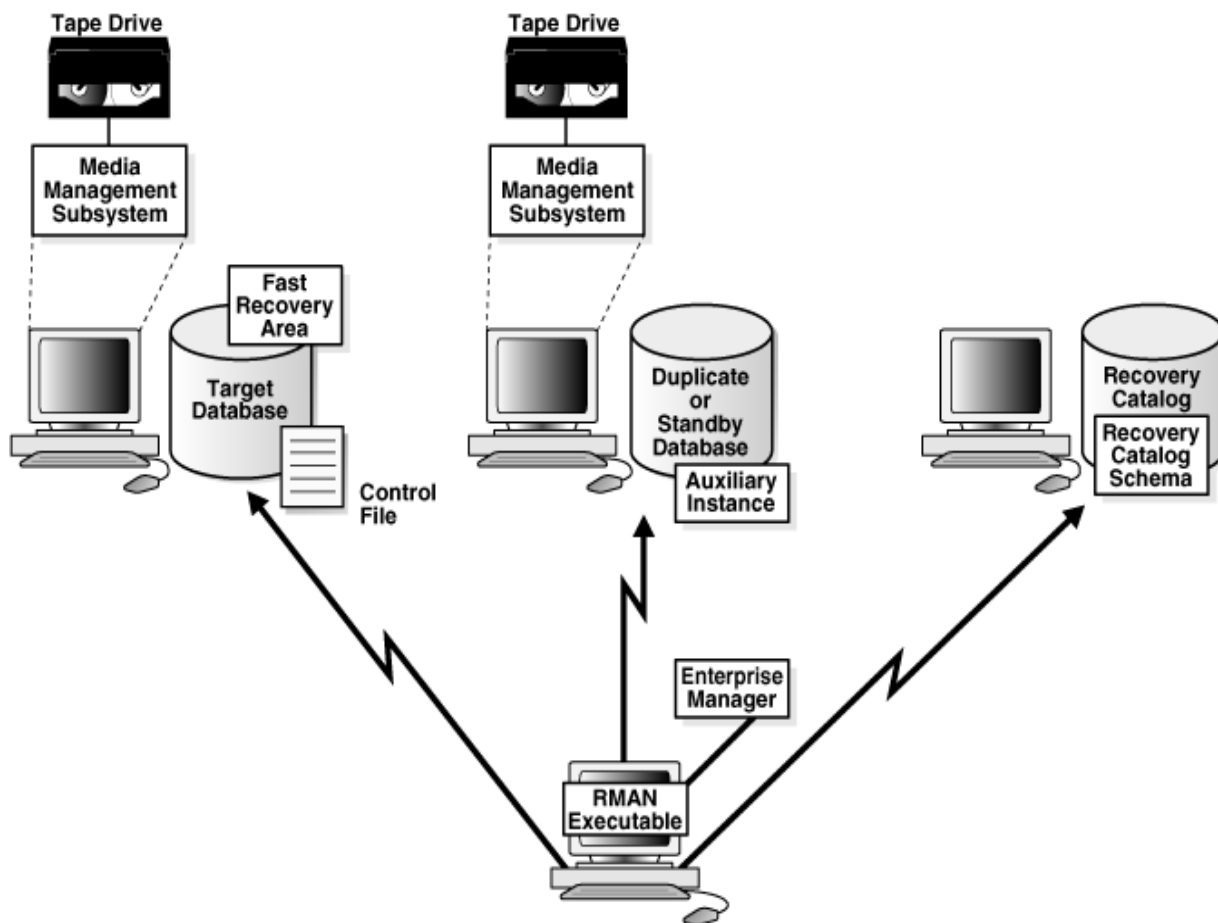 Tape Drive
Tape Drive
Media
Management
Subsystem
Media
Management
Subsystem
Fast
Recovery
Area
Target
Database
Control
File
Duplicate
or
Standby
Database
Auxiliary
Instance
Recovery
Catalog
Recovery
Catalog
Schema
Enterprise
Manager
RMAN
Executable